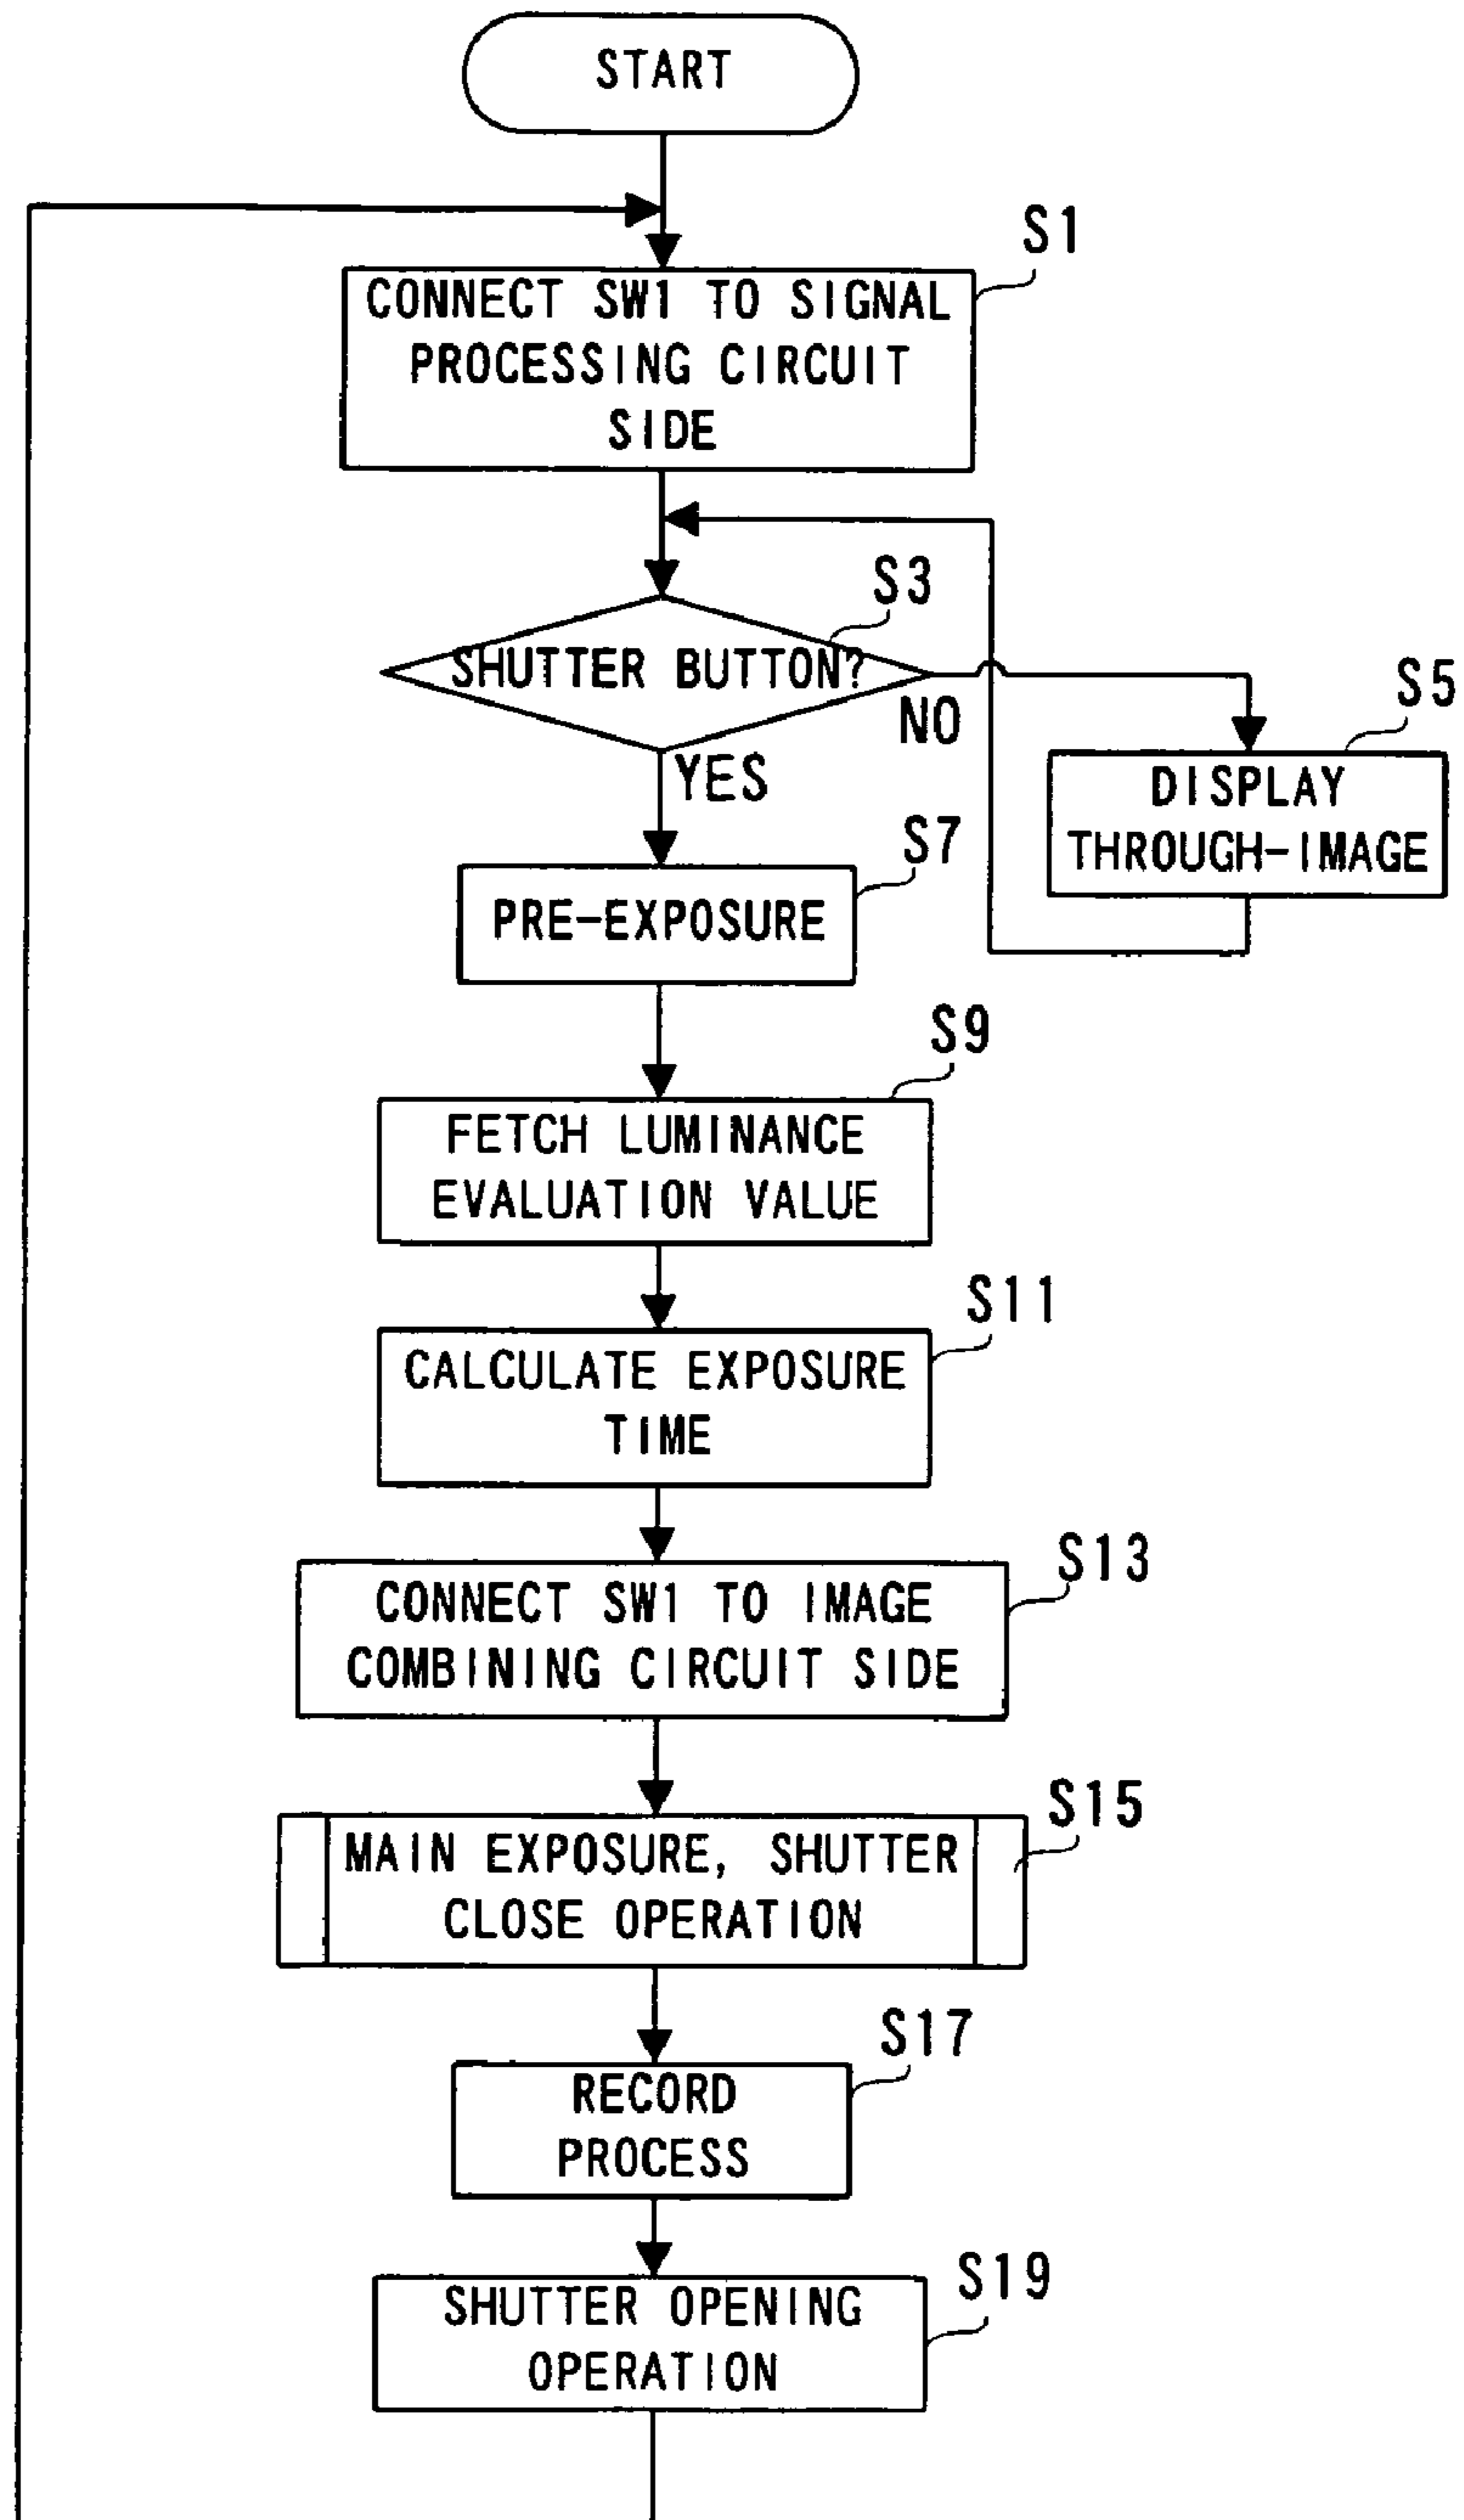 START
S1
CONNECT SW1 TO SIGNAL
PROCESSING CIRCUIT
SIDE
S3
SHUTTER BUTTON?
NO
YES
S5
DISPLAY
THROUGH-IMAGE
S7
PRE-EXPOSURE
S9
FETCH LUMINANCE
EVALUATION VALUE
S11
CALCULATE EXPOSURE
TIME
S13
CONNECT SW1 TO IMAGE
COMBINING CIRCUIT SIDE
S15
MAIN EXPOSURE, SHUTTER
CLOSE OPERATION
S17
RECORD
PROCESS
S19
SHUTTER OPENING
OPERATION